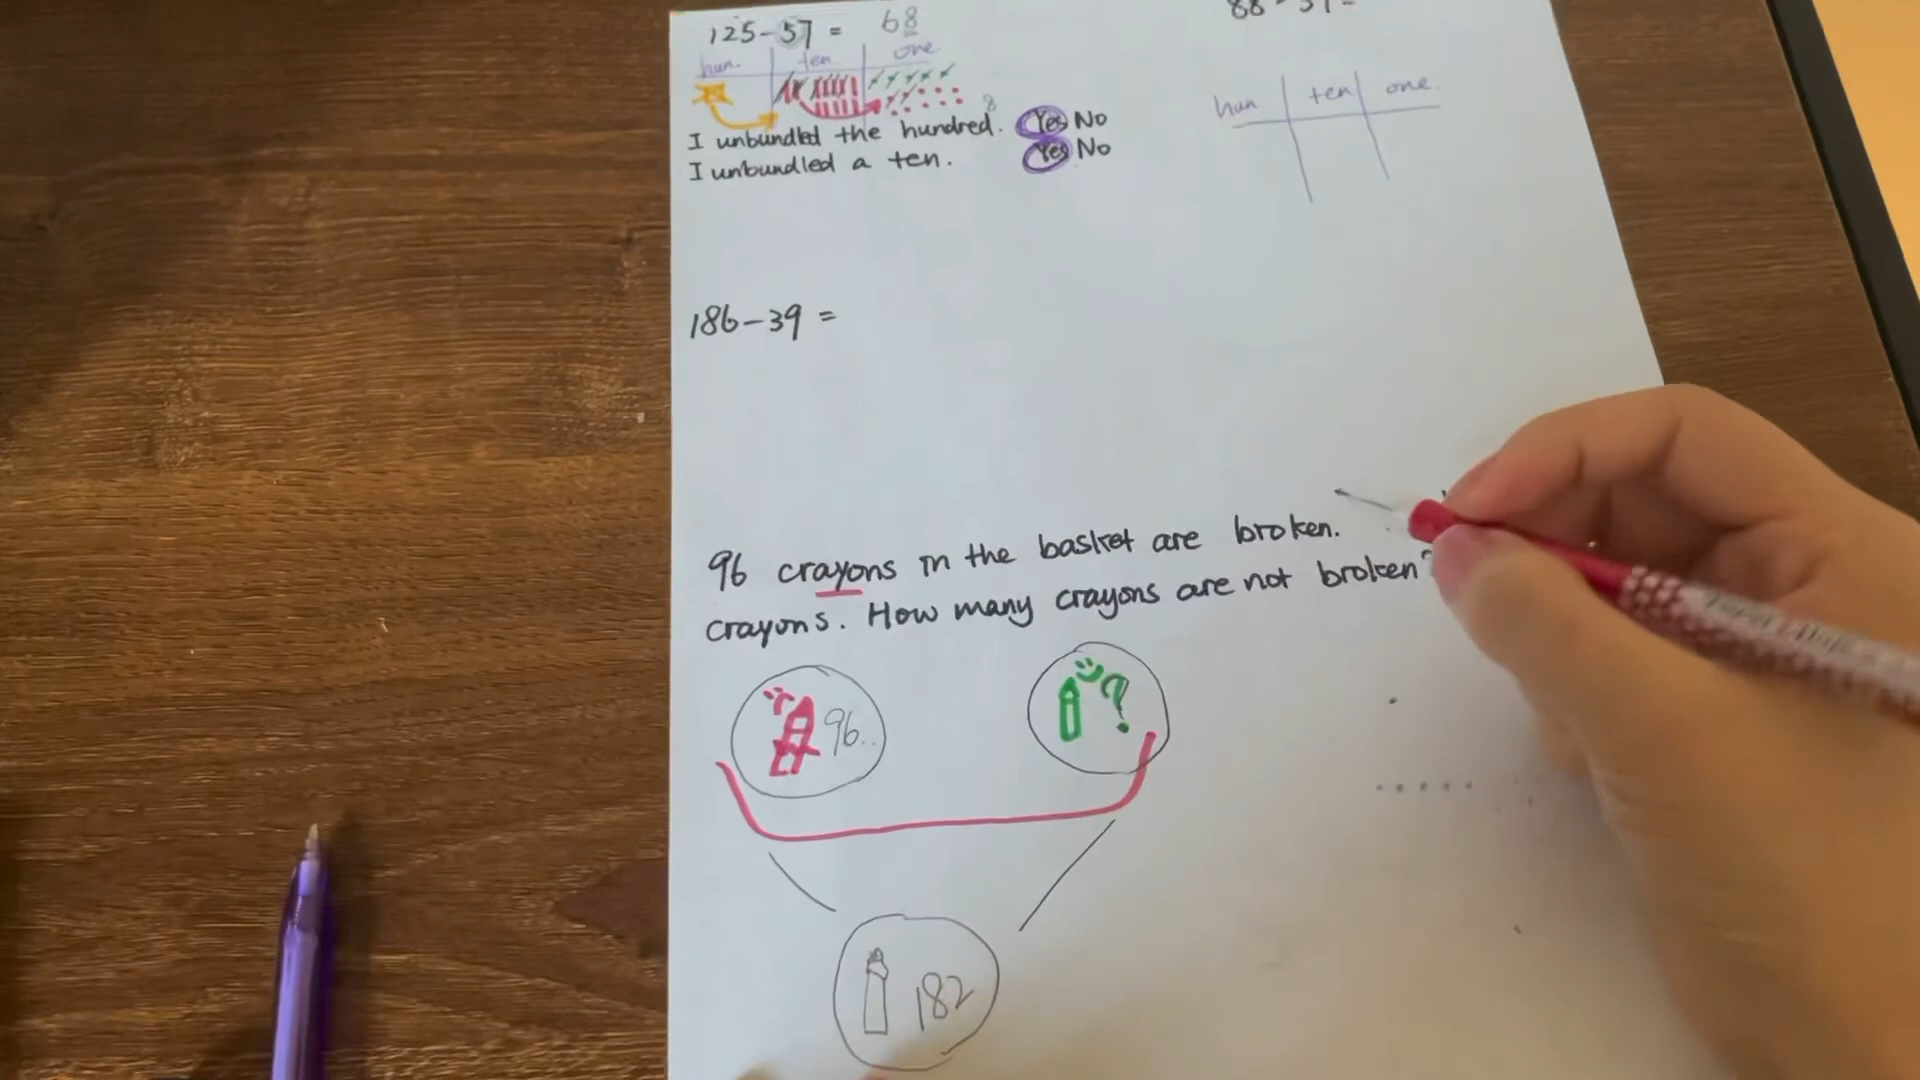 125-57 = 68
hun. ten one
8
I unbundled the hundred. Yes No
I unbundled a ten. Yes No
hun ten one.
186-39 =
96 crayons in the basket are broken.
crayons. How many crayons are not broken?
96..
?
182